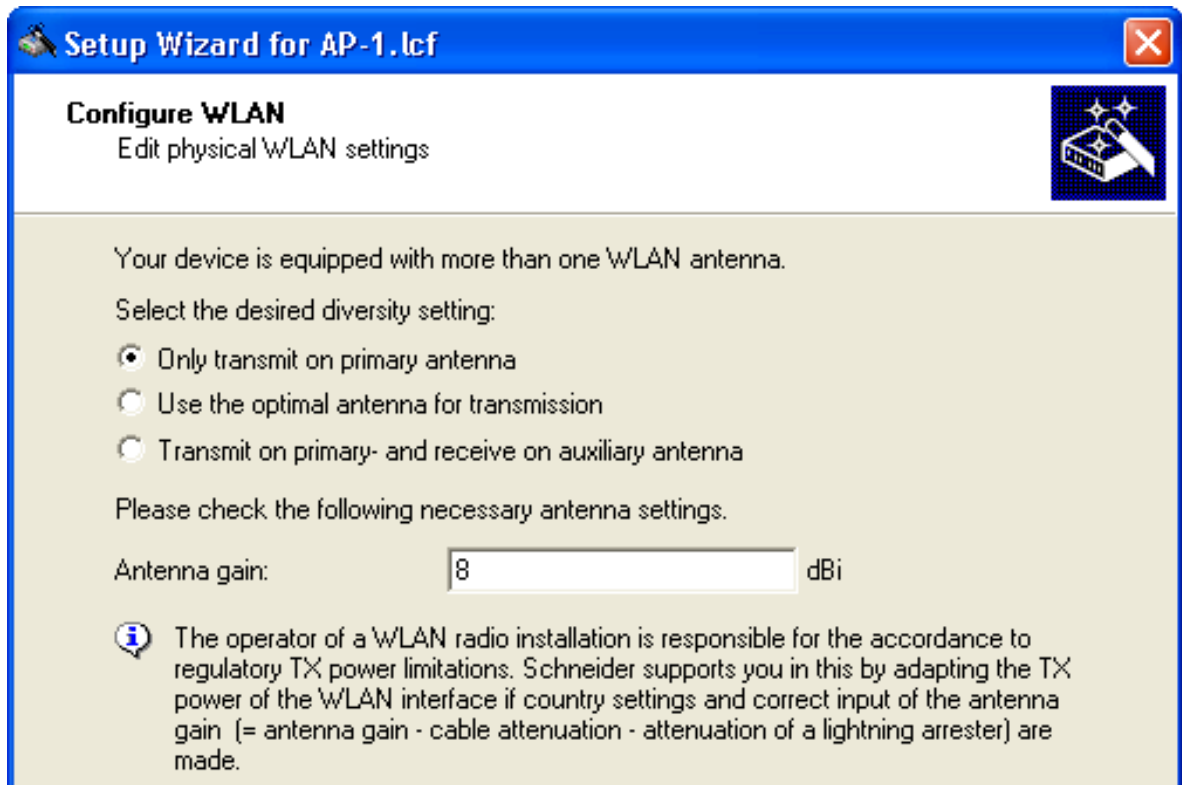 Setup Wizard for AP-1.lcf
Configure WLAN
Edit physical WLAN settings
Your device is equipped with more than one WLAN antenna.
Select the desired diversity setting:
Only transmit on primary antenna
Use the optimal antenna for transmission
Transmit on primary- and receive on auxiliary antenna
Please check the following necessary antenna settings.
Antenna gain: 8 dBi
The operator of a WLAN radio installation is responsible for the accordance to
regulatory TX power limitations. Schneider supports you in this by adapting the TX
power of the WLAN interface if country settings and correct input of the antenna
gain (= antenna gain - cable attenuation - attenuation of a lightning arrester) are
made.